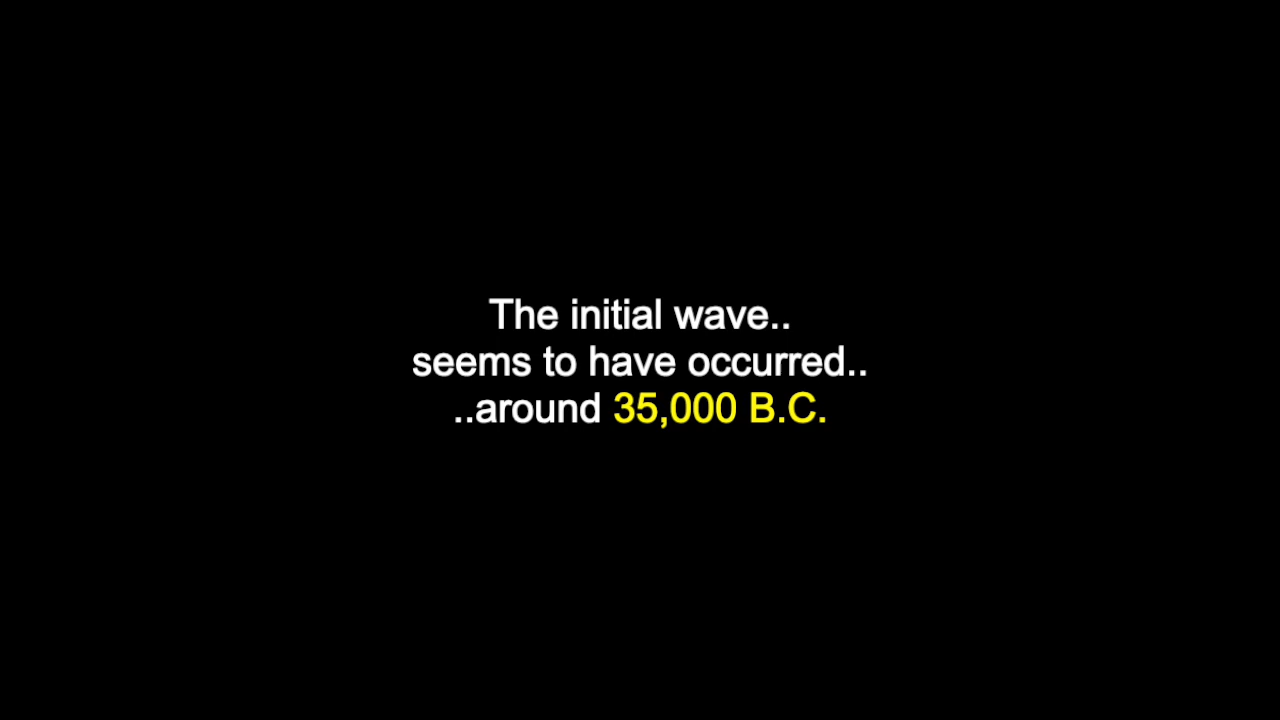 The initial wave..
seems to have occurred..
..around 35,000 B.C.